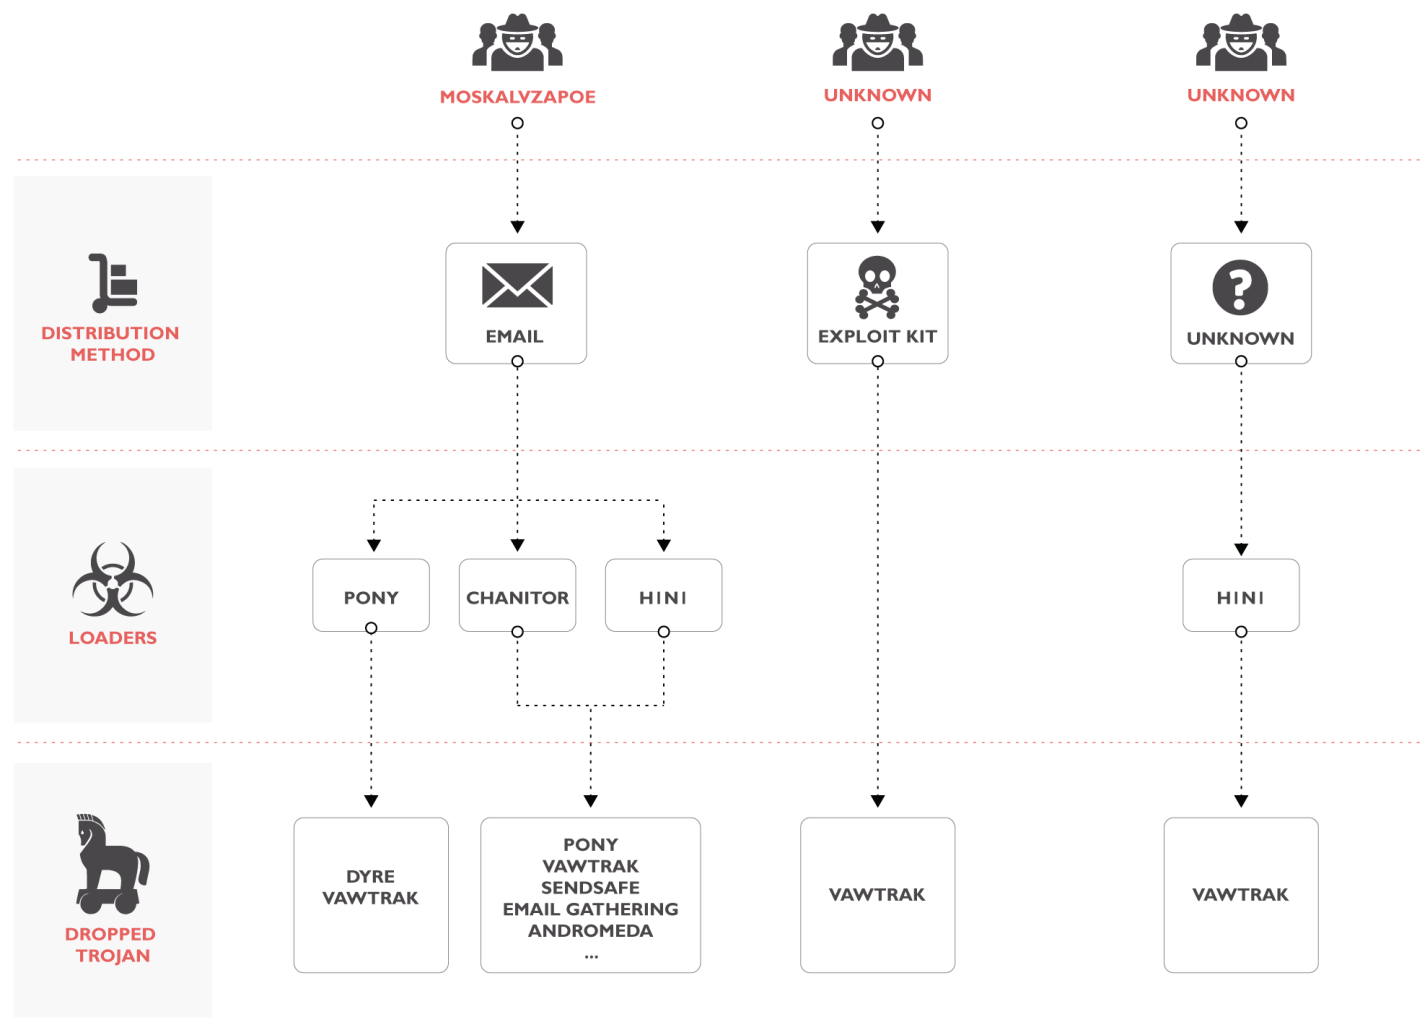 MOSKALVZAPOE
UNKNOWN
UNKNOWN
DISTRIBUTION
METHOD
EMAIL
EXPLOIT KIT
?
UNKNOWN
LOADERS
PONY
CHANITOR
HINI
HINI
DROPPED
TROJAN
DYRE
VAWTRAK
PONY
VAWTRAK
SENDSAFE
EMAIL GATHERING
ANDROMEDA
...
VAWTRAK
VAWTRAK